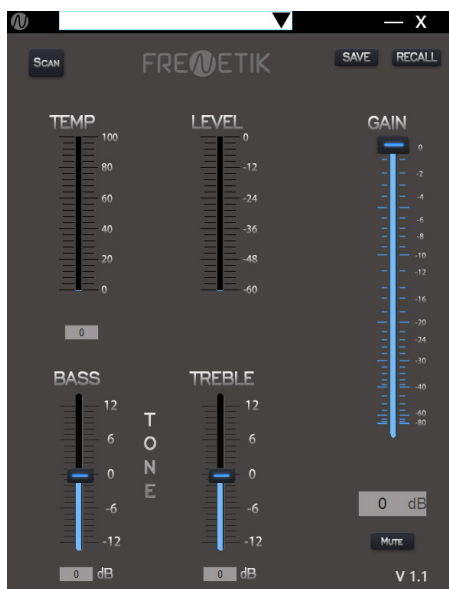 N
— X
SCAN
FRENETIK
SAVE
RECALL
TEMP
100
80
60
40
20
0
0
LEVEL
0
-12
-24
-36
-48
-60
GAIN
0
-2
-4
-6
-8
-10
-12
-16
-20
-24
-30
-40
-60
-80
BASS
12
6
0
-6
-12
0 dB
TONE
TREBLE
12
6
0
-6
-12
0 dB
0 dB
MUTE
V 1.1